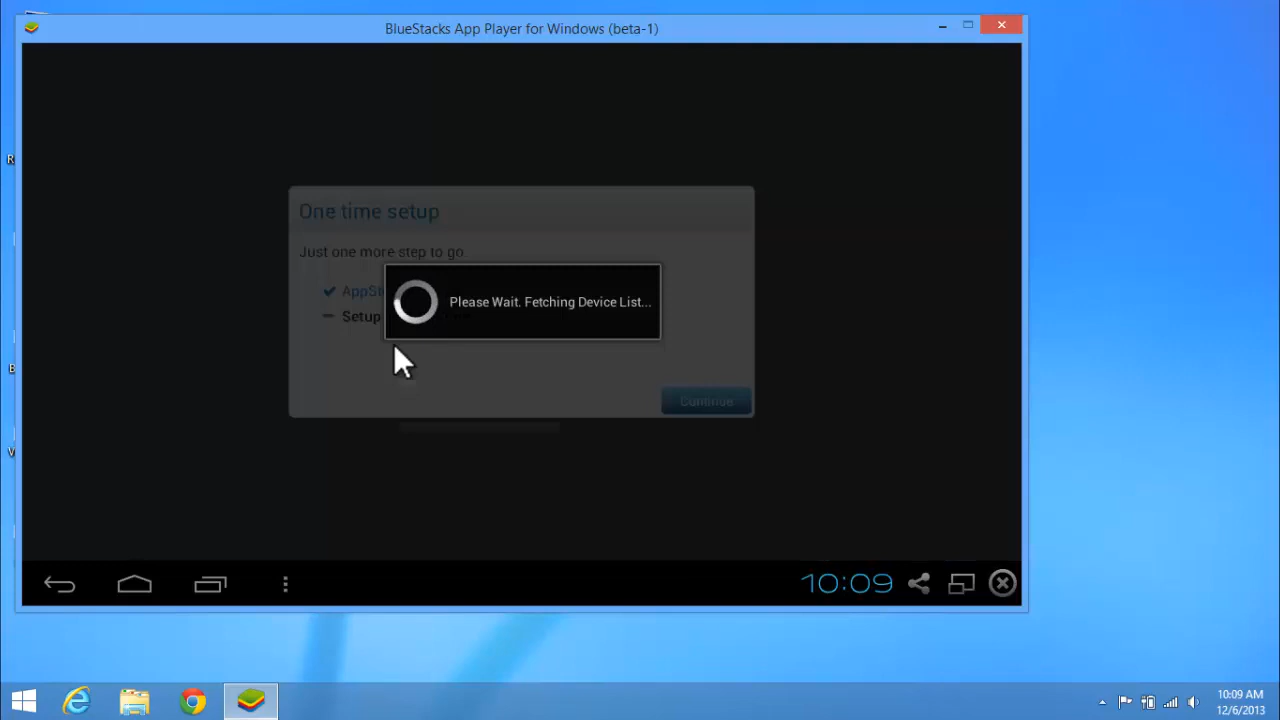 BlueStacks App Player for Windows (beta-1)
R
One time setup
Just one more step to go.
Please Wait. Fetching Device List...
Setup
B
Continue
V
10:09
10:09 AM
12/6/2013